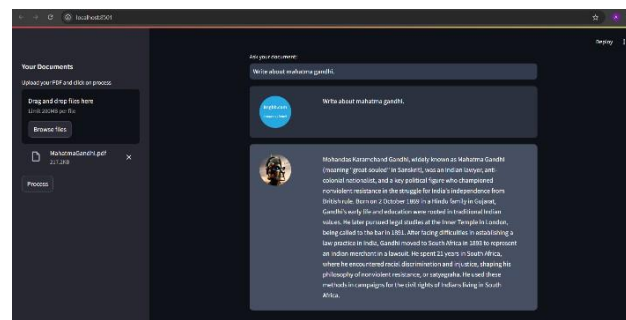 localhost:8501
Deploy
Your Documents
Upload your PDF and click on process
Drag and drop files here
Limit 200MB per file
Browse files
MahatmaGandhi.pdf
Process
Ask your document:
Write about mahatma gandhi.
Write about mahatma gandhi.
Mohandas Karamchand Gandhi, widely known as Mahatma Gandhi
(meaning "great souled" in Sanskrit), was an Indian lawyer, anti-
colonial nationalist, and a key political figure who championed
nonviolent resistance in the struggle for India's independence from
British rule. Born on 2 October 1869 in a Hindu family in Gujarat,
Gandhi's early life and education were rooted in traditional Indian
values. He later pursued legal studies at the Inner Temple in London,
being called to the bar in 1891. After facing difficulties in establishing a
law practice in India, Gandhi moved to South Africa in 1893 to represent
an Indian merchant in a lawsuit. He spent 21 years in South Africa,
where he encountered racial discrimination and injustice, shaping his
philosophy of nonviolent resistance, or satyagraha. He used these
methods in campaigns for the civil rights of Indians living in South
Africa.